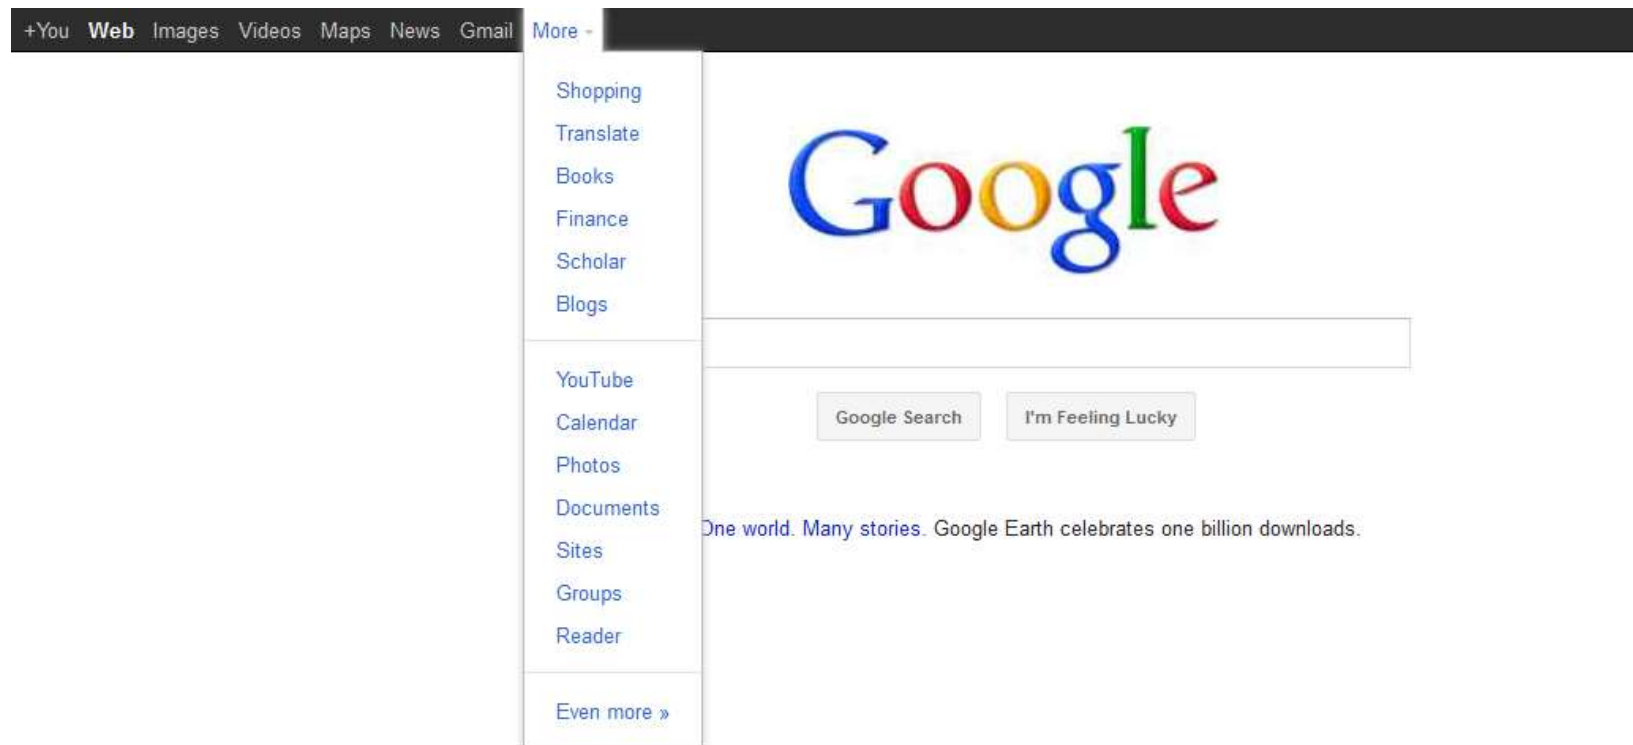 +You Web Images Videos Maps News Gmail More
Shopping
Translate
Books
Finance
Scholar
Blogs
YouTube
Calendar
Photos
Documents
Sites
Groups
Reader
Even more »
Google
Google Search I'm Feeling Lucky
One world. Many stories. Google Earth celebrates one billion downloads.